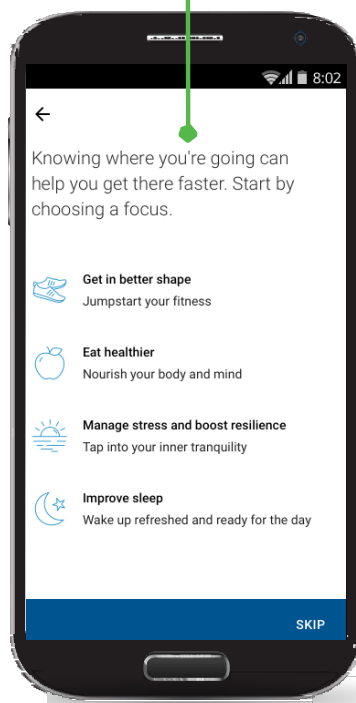 8:02
Knowing where you're going can
help you get there faster. Start by
choosing a focus.
Get in better shape
Jumpstart your fitness
Eat healthier
Nourish your body and mind
Manage stress and boost resilience
Tap into your inner tranquility
Improve sleep
Wake up refreshed and ready for the day
SKIP